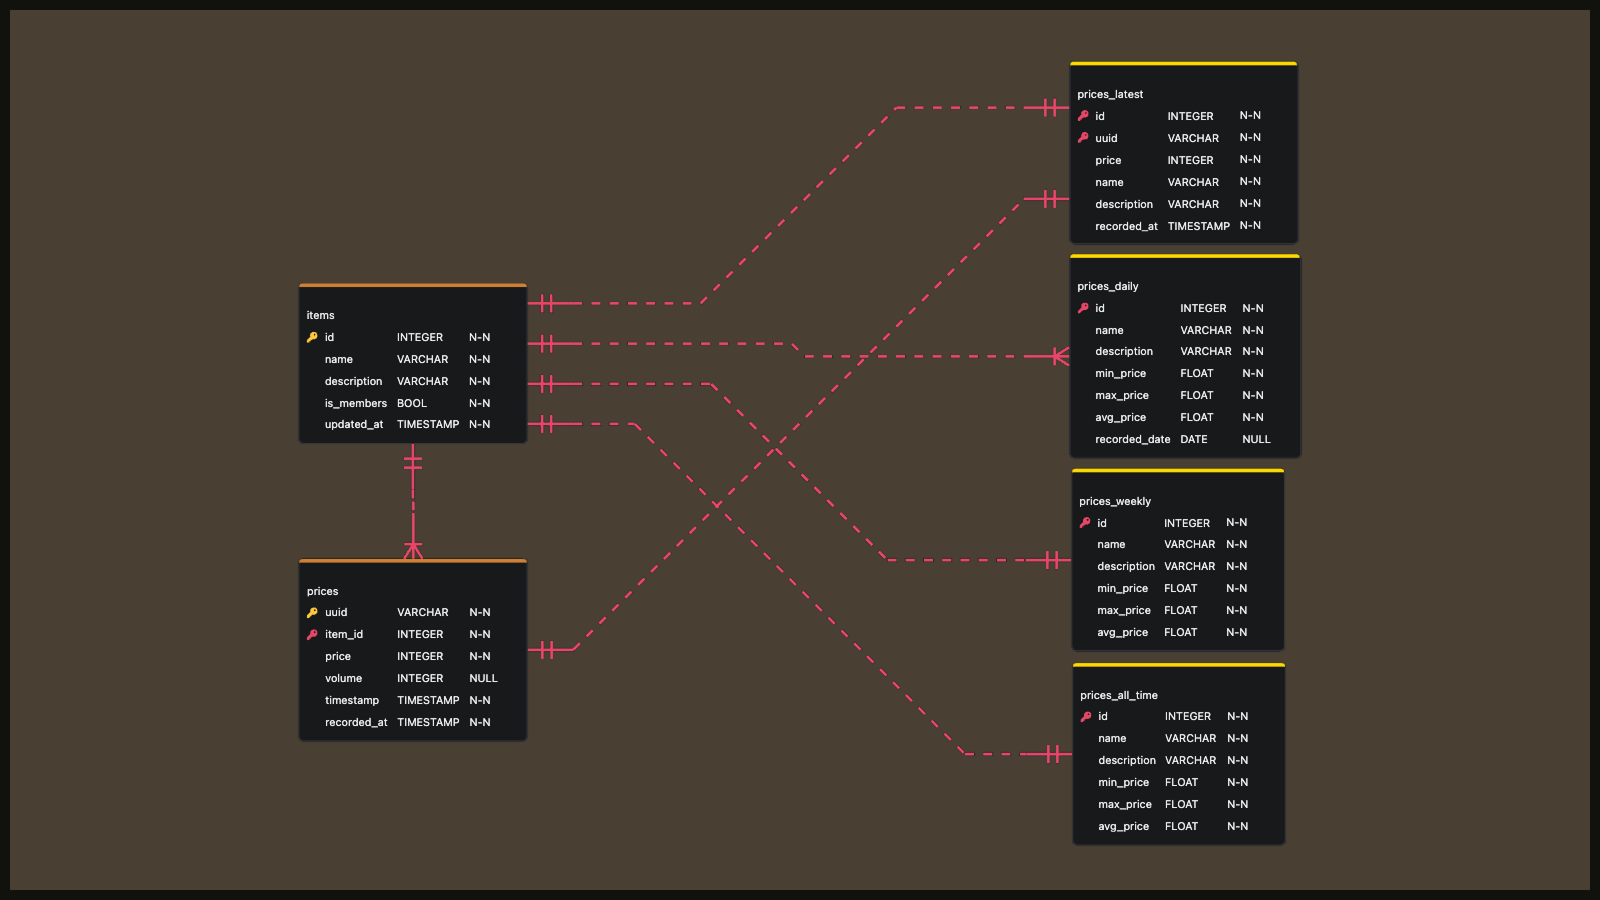 items
id INTEGER N-N
name VARCHAR N-N
description VARCHAR N-N
is_members BOOL N-N
updated_at TIMESTAMP N-N
prices
uuid VARCHAR N-N
item_id INTEGER N-N
price INTEGER N-N
volume INTEGER NULL
timestamp TIMESTAMP N-N
recorded_at TIMESTAMP N-N
prices_latest
id INTEGER N-N
uuid VARCHAR N-N
price INTEGER N-N
name VARCHAR N-N
description VARCHAR N-N
recorded_at TIMESTAMP N-N
prices_daily
id INTEGER N-N
name VARCHAR N-N
description VARCHAR N-N
min_price FLOAT N-N
max_price FLOAT N-N
avg_price FLOAT N-N
recorded_date DATE NULL
prices_weekly
id INTEGER N-N
name VARCHAR N-N
description VARCHAR N-N
min_price FLOAT N-N
max_price FLOAT N-N
avg_price FLOAT N-N
prices_all_time
id INTEGER N-N
name VARCHAR N-N
description VARCHAR N-N
min_price FLOAT N-N
max_price FLOAT N-N
avg_price FLOAT N-N